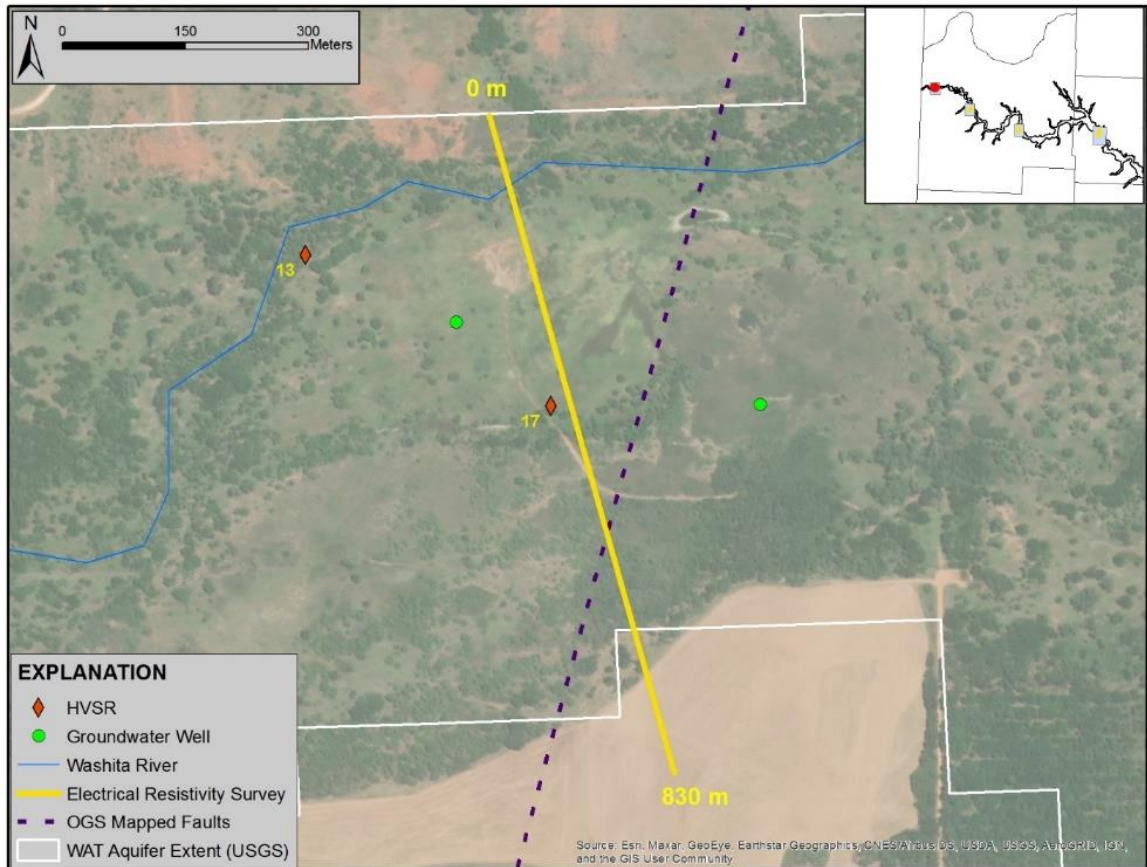 N
0 150 300
Meters
0 m
13
17
830 m
EXPLANATION
HVSR
Groundwater Well
Washita River
Electrical Resistivity Survey
OGS Mapped Faults
WAT Aquifer Extent (USGS)
Source: Esri, Maxar, GeoEye, Earthstar Geographics, CNES/Airbus DS, USDA, USGS, AeroGRID, IGN,
and the GIS User Community